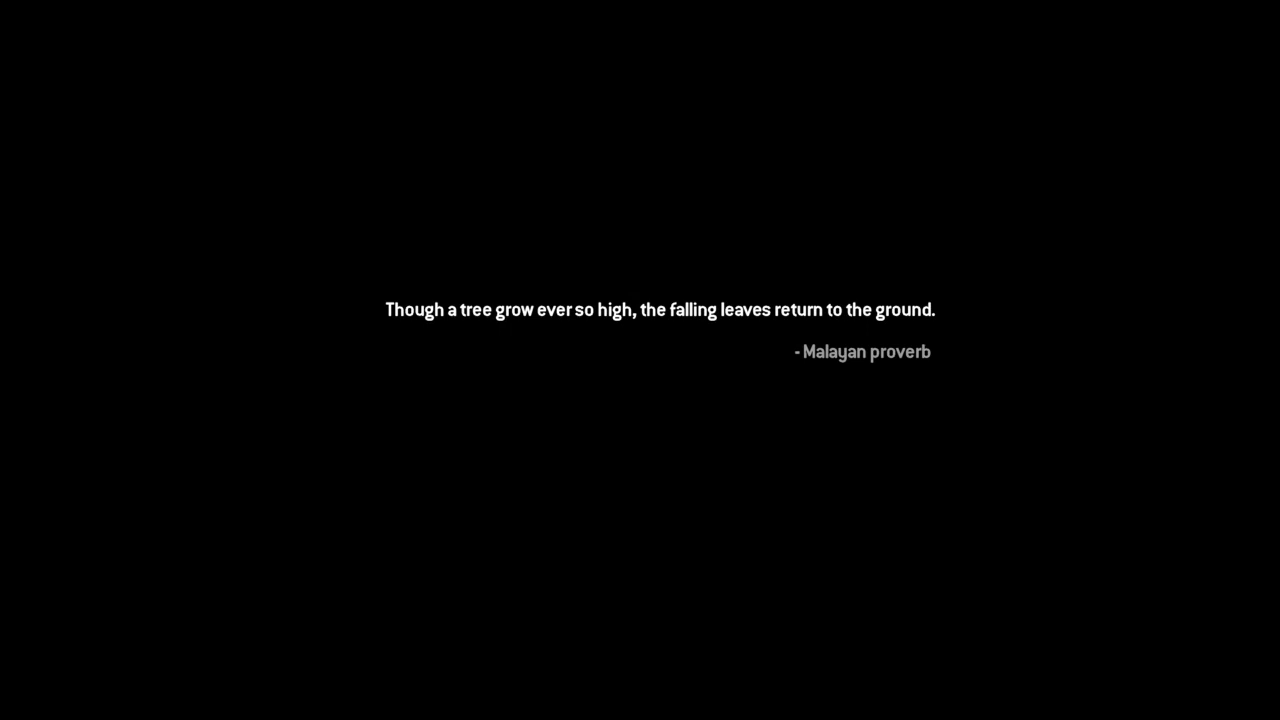 Though a tree grow ever so high, the falling leaves return to the ground.
- Malayan proverb